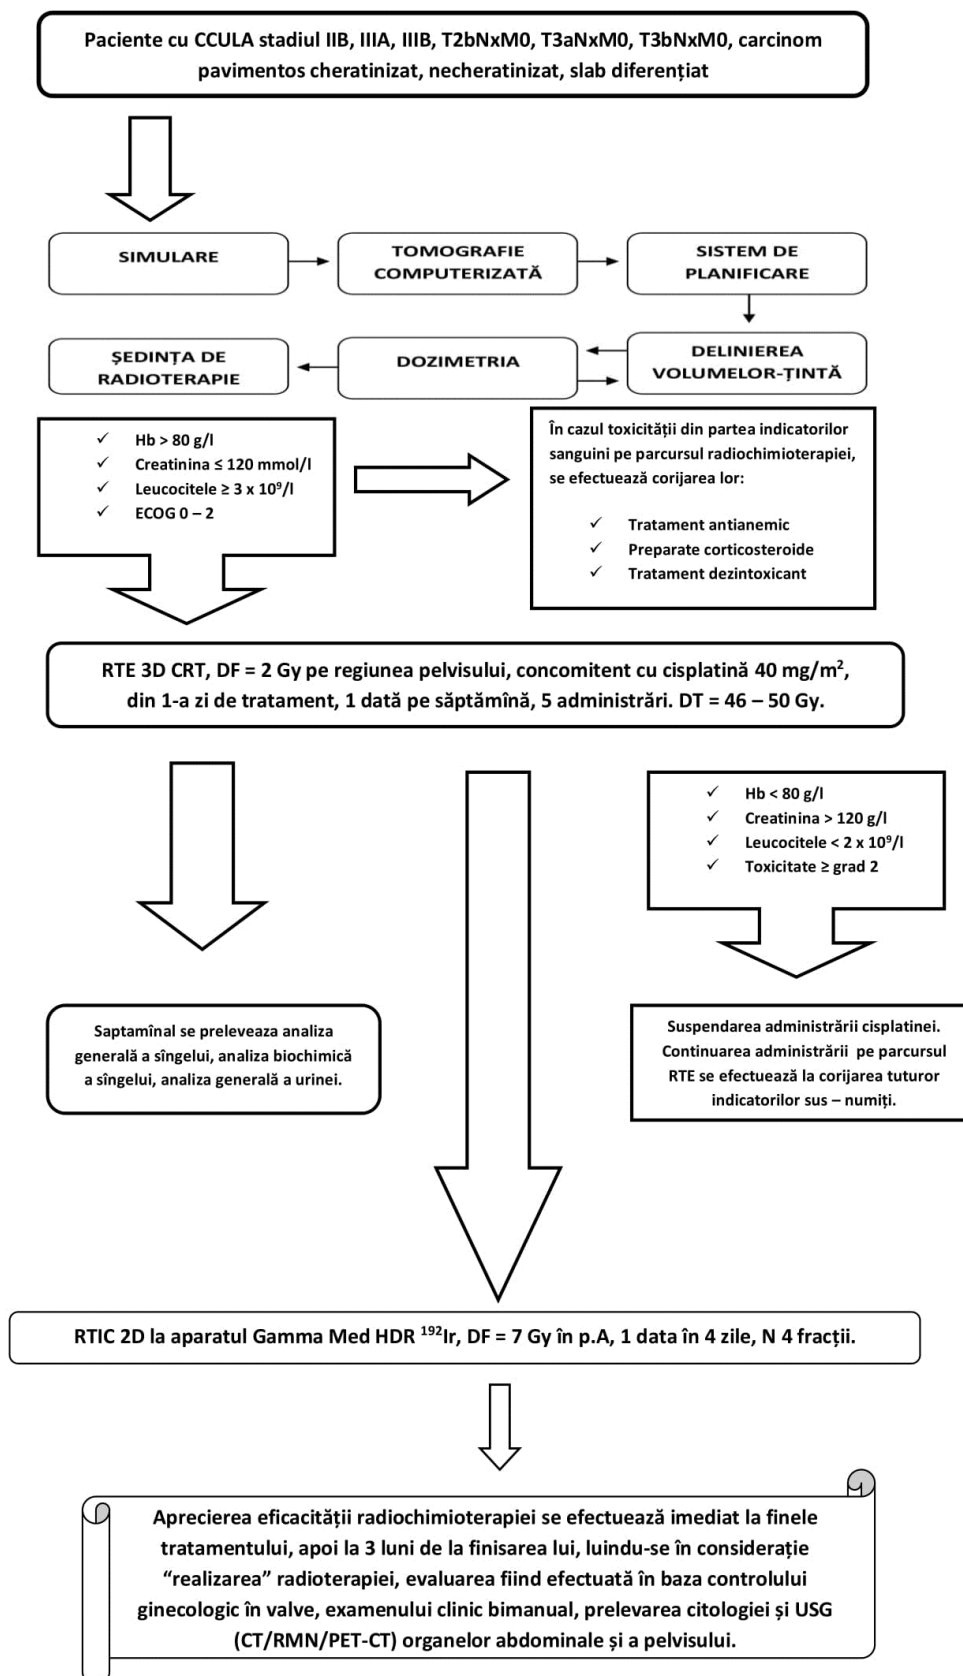 Paciente cu CCULA stadiul IIB, IIIA, IIIB, T2bNxM0, T3aNxM0, T3bNxM0, carcinom
pavimentos cheratinizat, necheratinizat, slab diferențiat
SIMULARE
TOMOGRAFIE
COMPUTERIZATĂ
SISTEM DE
PLANIFICARE
ȘEDINȚA DE
RADIOTERAPIE
DOZIMETRIA
DELINIEREA
VOLUMELOR-ȚINTĂ
✓ Hb > 80 g/l
✓ Creatinina ≤ 120 mmol/l
✓ Leucocitele ≥ 3 x 10⁹/l
✓ ECOG 0 – 2
În cazul toxicității din partea indicatorilor
sanguini pe parcursul radiochimioterapiei,
se efectuează corijarea lor:
✓ Tratament antianemic
✓ Preparate corticosteroide
✓ Tratament dezintoxicant
RTE 3D CRT, DF = 2 Gy pe regiunea pelvisului, concomitent cu cisplatină 40 mg/m²,
din 1-a zi de tratament, 1 dată pe săptămînă, 5 administrări. DT = 46 – 50 Gy.
✓ Hb < 80 g/l
✓ Creatinina > 120 g/l
✓ Leucocitele < 2 x 10⁹/l
✓ Toxicitate ≥ grad 2
Saptamînal se preleveaza analiza
generală a sîngelui, analiza biochimică
a sîngelui, analiza generală a urinei.
Suspendarea administrării cisplatinei.
Continuarea administrării pe parcursul
RTE se efectuează la corijarea tuturor
indicatorilor sus – numiți.
RTIC 2D la aparatul Gamma Med HDR ¹⁹²Ir, DF = 7 Gy în p.A, 1 data în 4 zile, N 4 fracții.
Aprecierea eficacității radiochimioterapiei se efectuează imediat la finele
tratamentului, apoi la 3 luni de la finisarea lui, luindu-se în considerație
“realizarea” radioterapiei, evaluarea fiind efectuată în baza controlului
ginecologic în valve, examenului clinic bimanual, prelevarea citologiei și USG
(CT/RMN/PET-CT) organelor abdominale și a pelvisului.